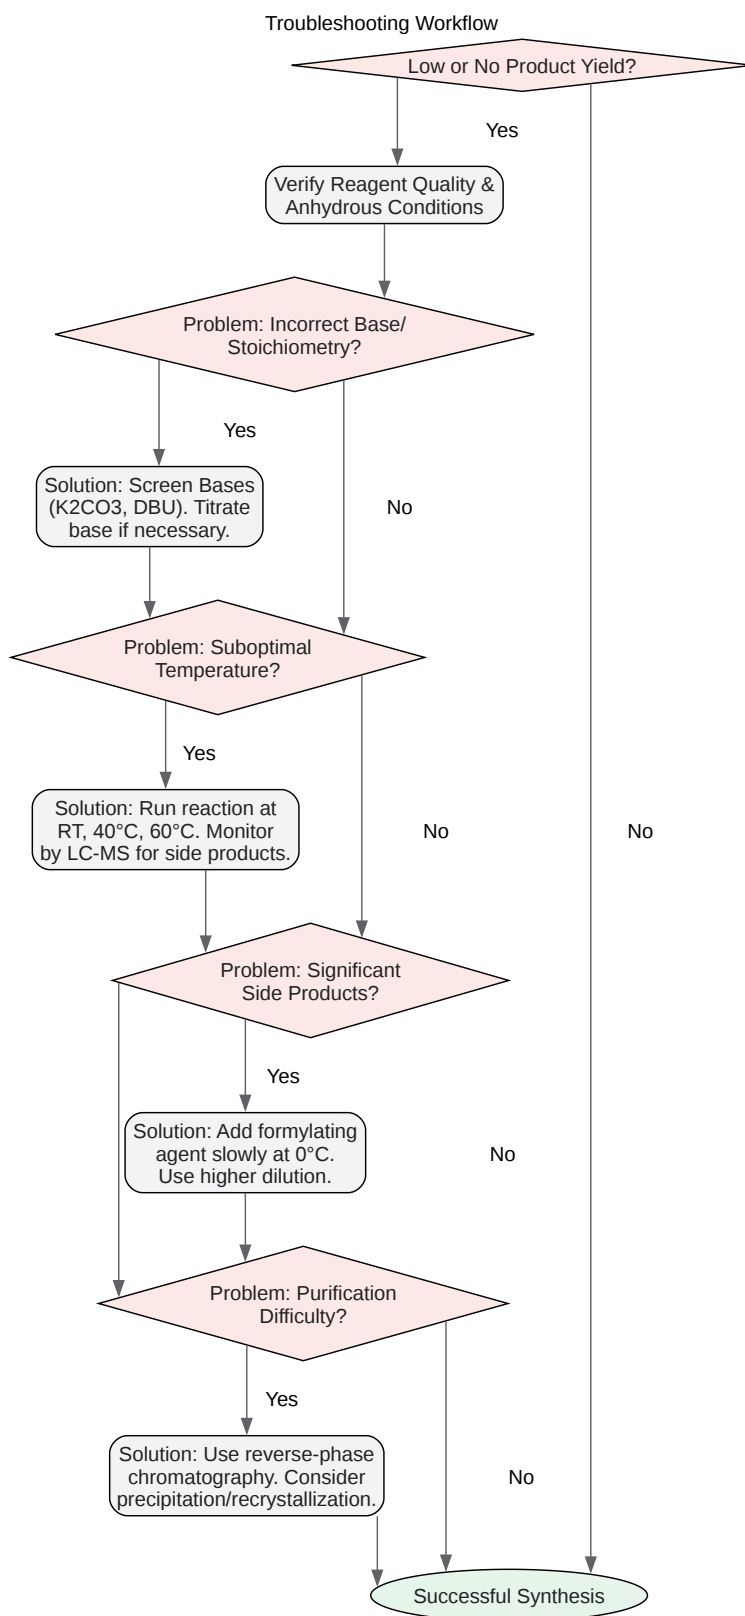 Troubleshooting Workflow
Low or No Product Yield?
Yes
Verify Reagent Quality &
Anhydrous Conditions
Problem: Incorrect Base/
Stoichiometry?
Yes
Solution: Screen Bases
(K2CO3, DBU). Titrate
base if necessary.
No
Problem: Suboptimal
Temperature?
Yes
Solution: Run reaction at
RT, 40°C, 60°C. Monitor
by LC-MS for side products.
No
No
Problem: Significant
Side Products?
Yes
Solution: Add formylating
agent slowly at 0°C.
Use higher dilution.
No
Problem: Purification
Difficulty?
Yes
Solution: Use reverse-phase
chromatography. Consider
precipitation/recrystallization.
No
Successful Synthesis